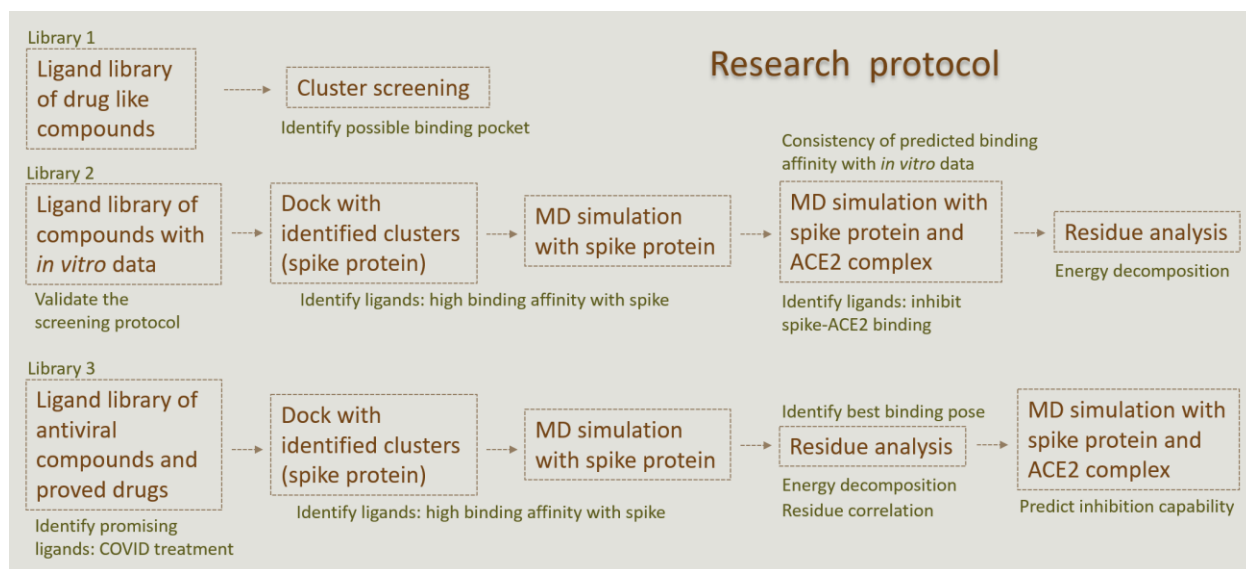 Research protocol
Library 1
Ligand library
of drug like
compounds
Cluster screening
Identify possible binding pocket
Library 2
Ligand library of
compounds with
in vitro data
Validate the
screening protocol
Dock with
identified clusters
(spike protein)
MD simulation
with spike protein
Identify ligands: high binding affinity with spike
Consistency of predicted binding
affinity with in vitro data
MD simulation with
spike protein and
ACE2 complex
Identify ligands: inhibit
spike-ACE2 binding
Residue analysis
Energy decomposition
Library 3
Ligand library of
antiviral
compounds and
proved drugs
Identify promising
ligands: COVID treatment
Dock with
identified clusters
(spike protein)
MD simulation
with spike protein
Identify ligands: high binding affinity with spike
Identify best binding pose
Residue analysis
Energy decomposition
Residue correlation
MD simulation with
spike protein and
ACE2 complex
Predict inhibition capability